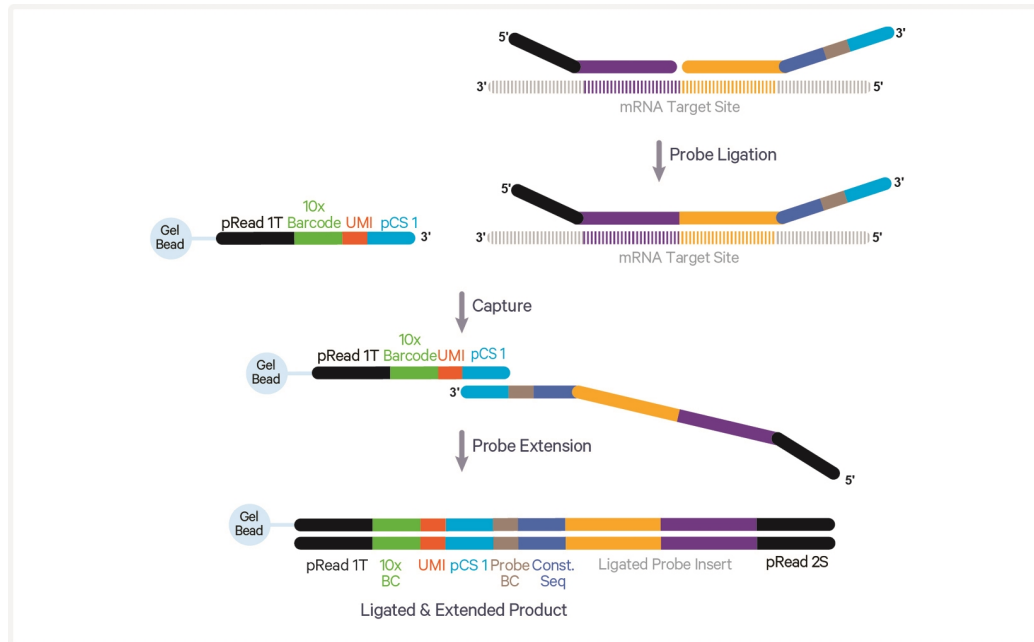 5'
3'
3'
5'
mRNA Target Site
Probe Ligation
5'
3'
10x
pRead 1T Barcode UMI pCS 1
Gel
Bead
3'
3'
5'
mRNA Target Site
Capture
10x
pRead 1T Barcode UMI pCS 1
Gel
Bead
3'
Probe Extension
5'
Gel
Bead
pRead 1T 10x BC UMI pCS 1 Probe BC Const. Seq Ligated Probe Insert pRead 2S
Ligated & Extended Product